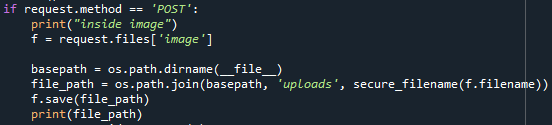 if request.method == 'POST':
print("inside image")
f = request.files['image']
basepath = os.path.dirname(__file__)
file_path = os.path.join(basepath, 'uploads', secure_filename(f.filename))
f.save(file_path)
print(file_path)